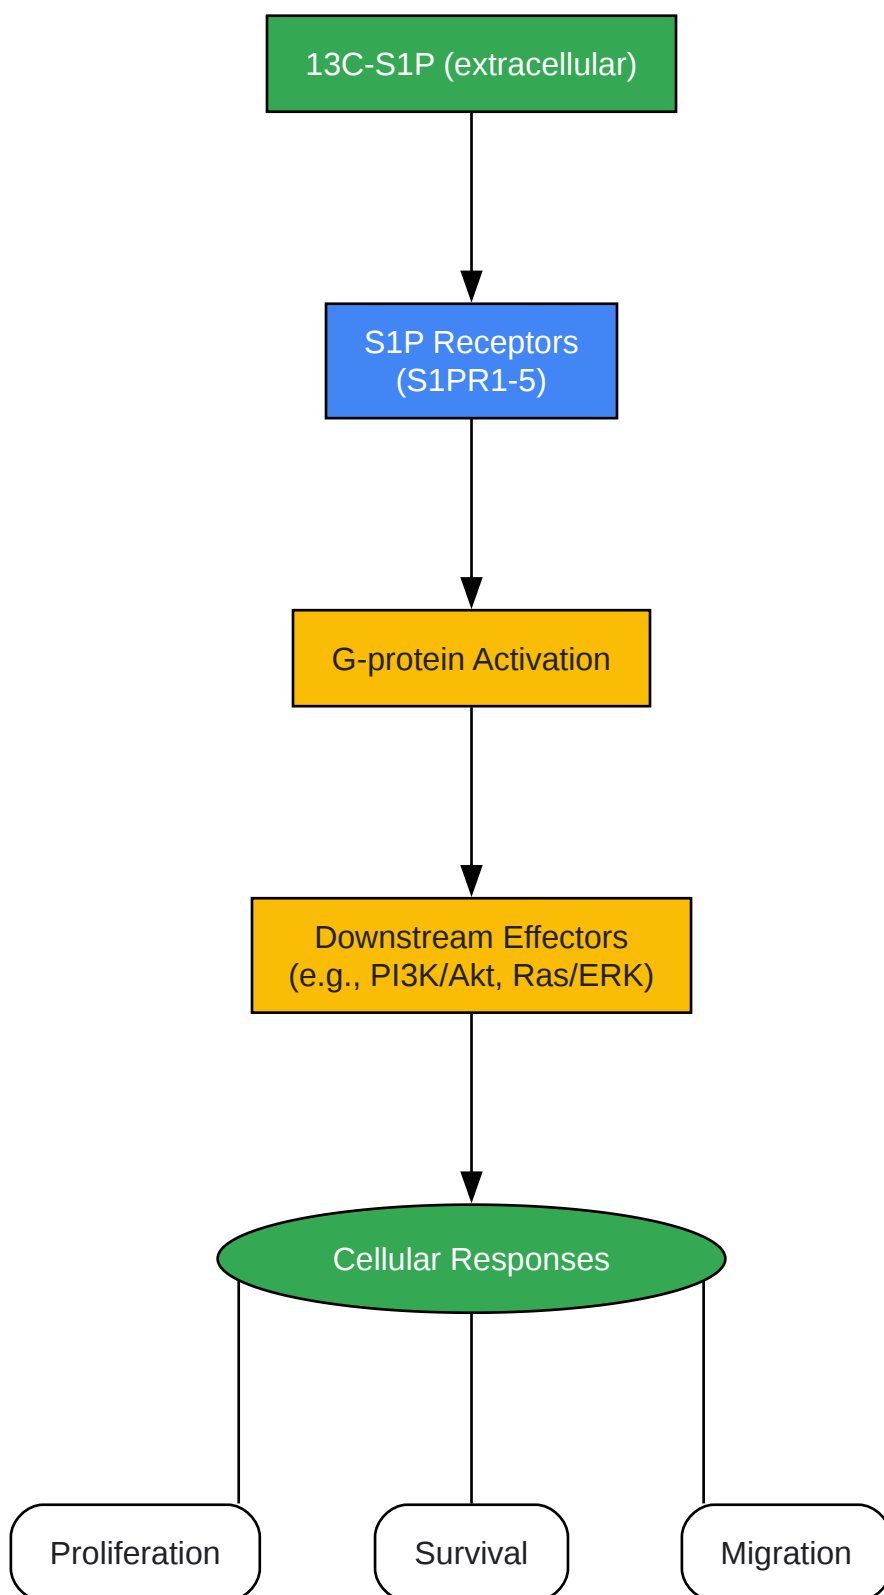 13C-S1P (extracellular)
S1P Receptors
(S1PR1-5)
G-protein Activation
Downstream Effectors
(e.g., PI3K/Akt, Ras/ERK)
Cellular Responses
Proliferation
Survival
Migration